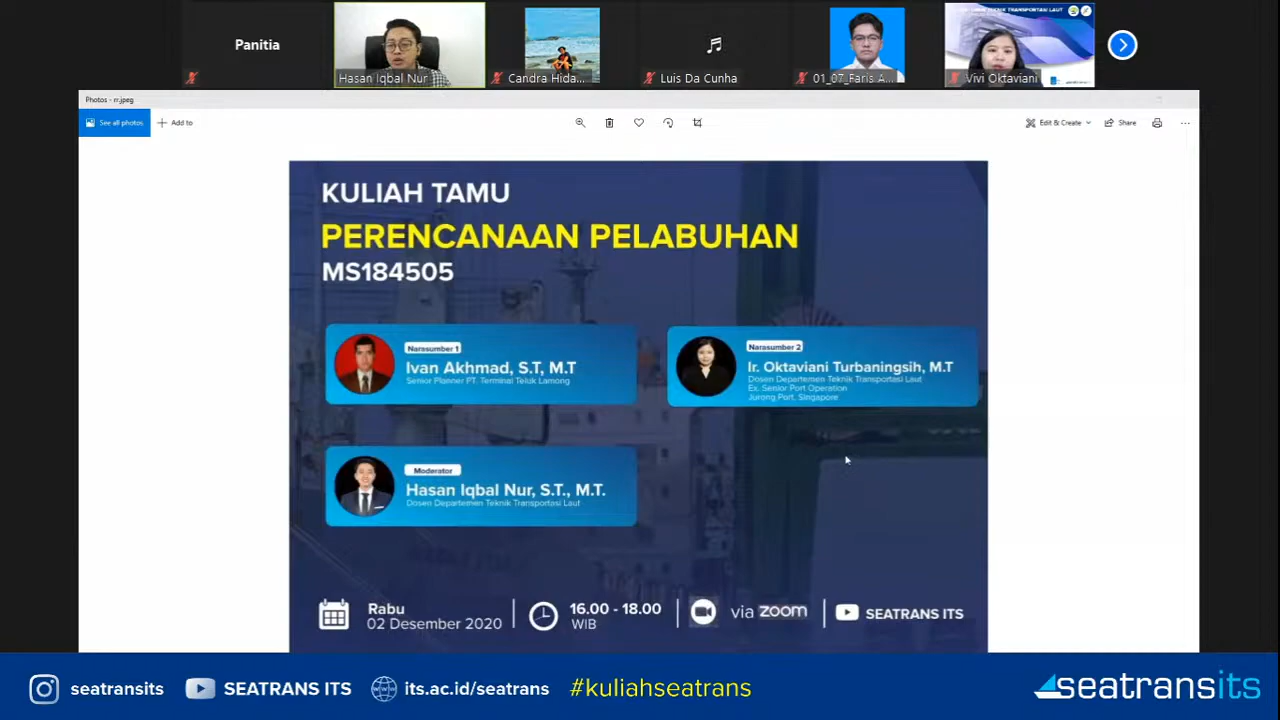 Panitia
Hasan Iqbal Nur
Candra Hida...
Luis Da Cunha
01_07_Faris A...
TEKNIK TRANSPORTASI LAUT
Vivi Oktaviani
Photos - rr.jpeg
See all photos
Add to
Edit & Create
Share
KULIAH TAMU
PERENCANAAN PELABUHAN
MS184505
Narasumber 1
Ivan Akhmad, S.T, M.T
Senior Planner PT. Terminal Teluk Lamong
Narasumber 2
Ir. Oktaviani Turbaningsih, M.T
Dosen Departemen Teknik Transportasi Laut
Ex. Senior Port Operation
Jurong Port, Singapore
Moderator
Hasan Iqbal Nur, S.T., M.T.
Dosen Departemen Teknik Transportasi Laut
Rabu
02 Desember 2020
16.00 - 18.00
WIB
via zoom
SEATRANS ITS
seatransits
SEATRANS ITS
its.ac.id/seatrans
#kuliahseatrans
seatransits